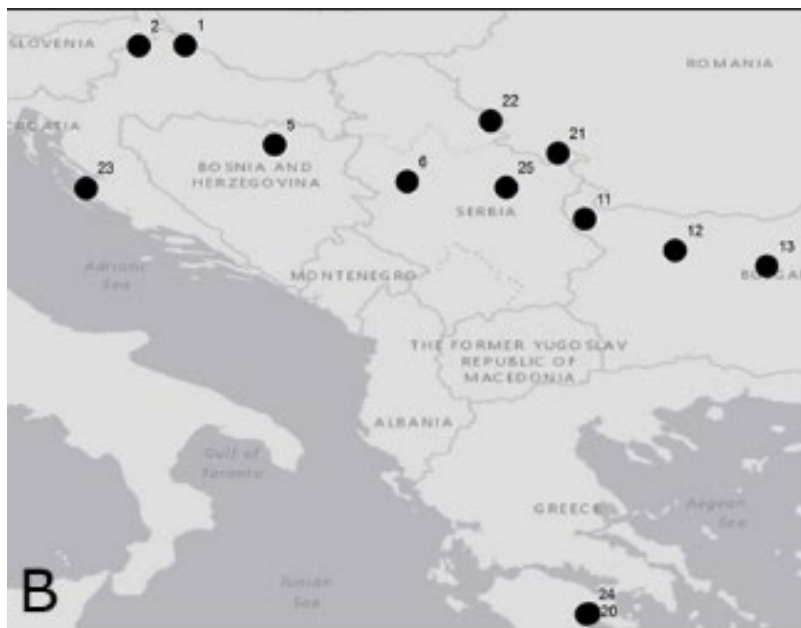 SLOVENIA
2
1
ROMANIA
22
CROATIA
5
21
BOSNIA AND
HERZEGOVINA
23
6
25
SERBIA
11
12
13
BULGAR
Adriatic
Sea
MONTENEGRO
THE FORMER YUGOSLAV
REPUBLIC OF
MACEDONIA
ALBANIA
Gulf of
Taranto
GREECE
Aegean
Sea
Ionian
Sea
24
20
B